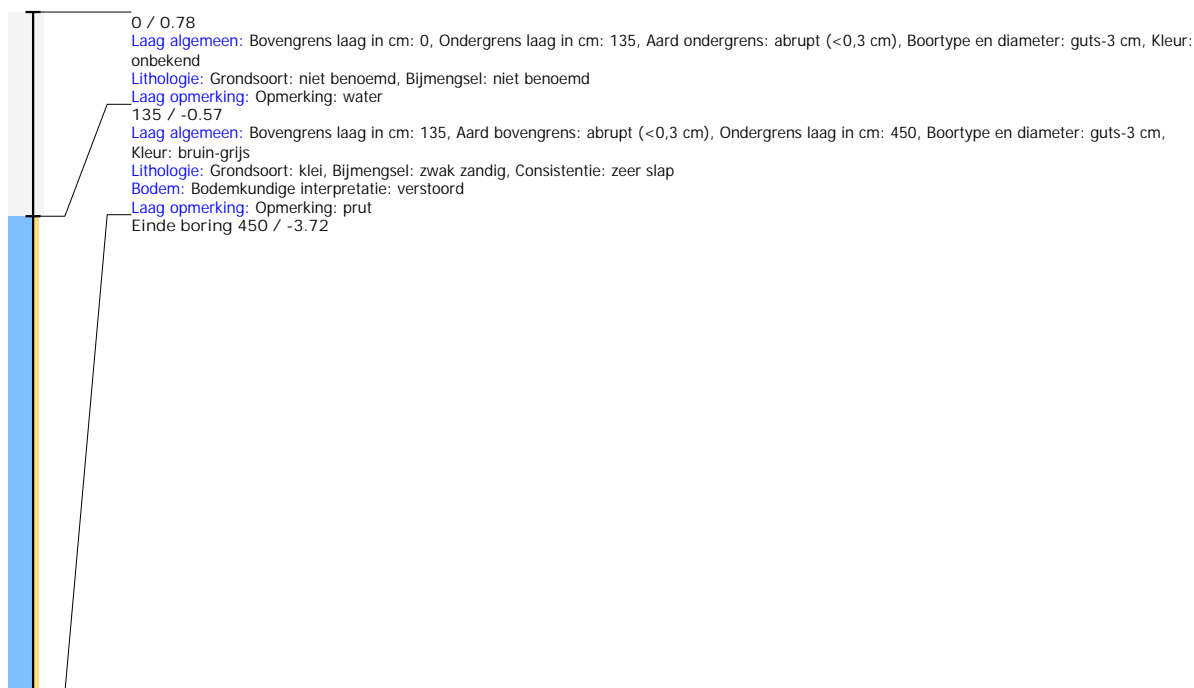 0 / 0.78
Laag algemeen: Bovengrens laag in cm: 0, Ondergrens laag in cm: 135, Aard ondergrens: abrupt (<0,3 cm), Boortype en diameter: guts-3 cm, Kleur:
onbekend
Lithologie: Grondsoort: niet benoemd, Bijmengsel: niet benoemd
Laag opmerking: Opmerking: water
135 / -0.57
Laag algemeen: Bovengrens laag in cm: 135, Aard bovengrens: abrupt (<0,3 cm), Ondergrens laag in cm: 450, Boortype en diameter: guts-3 cm,
Kleur: bruin-grijs
Lithologie: Grondsoort: klei, Bijmengsel: zwak zandig, Consistentie: zeer slap
Bodem: Bodemkundige interpretatie: verstoord
Laag opmerking: Opmerking: prut
Einde boring 450 / -3.72